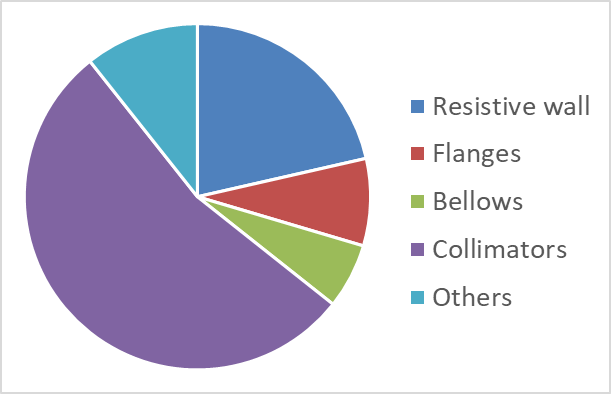 Resistive wall
Flanges
Bellows
Collimators
Others